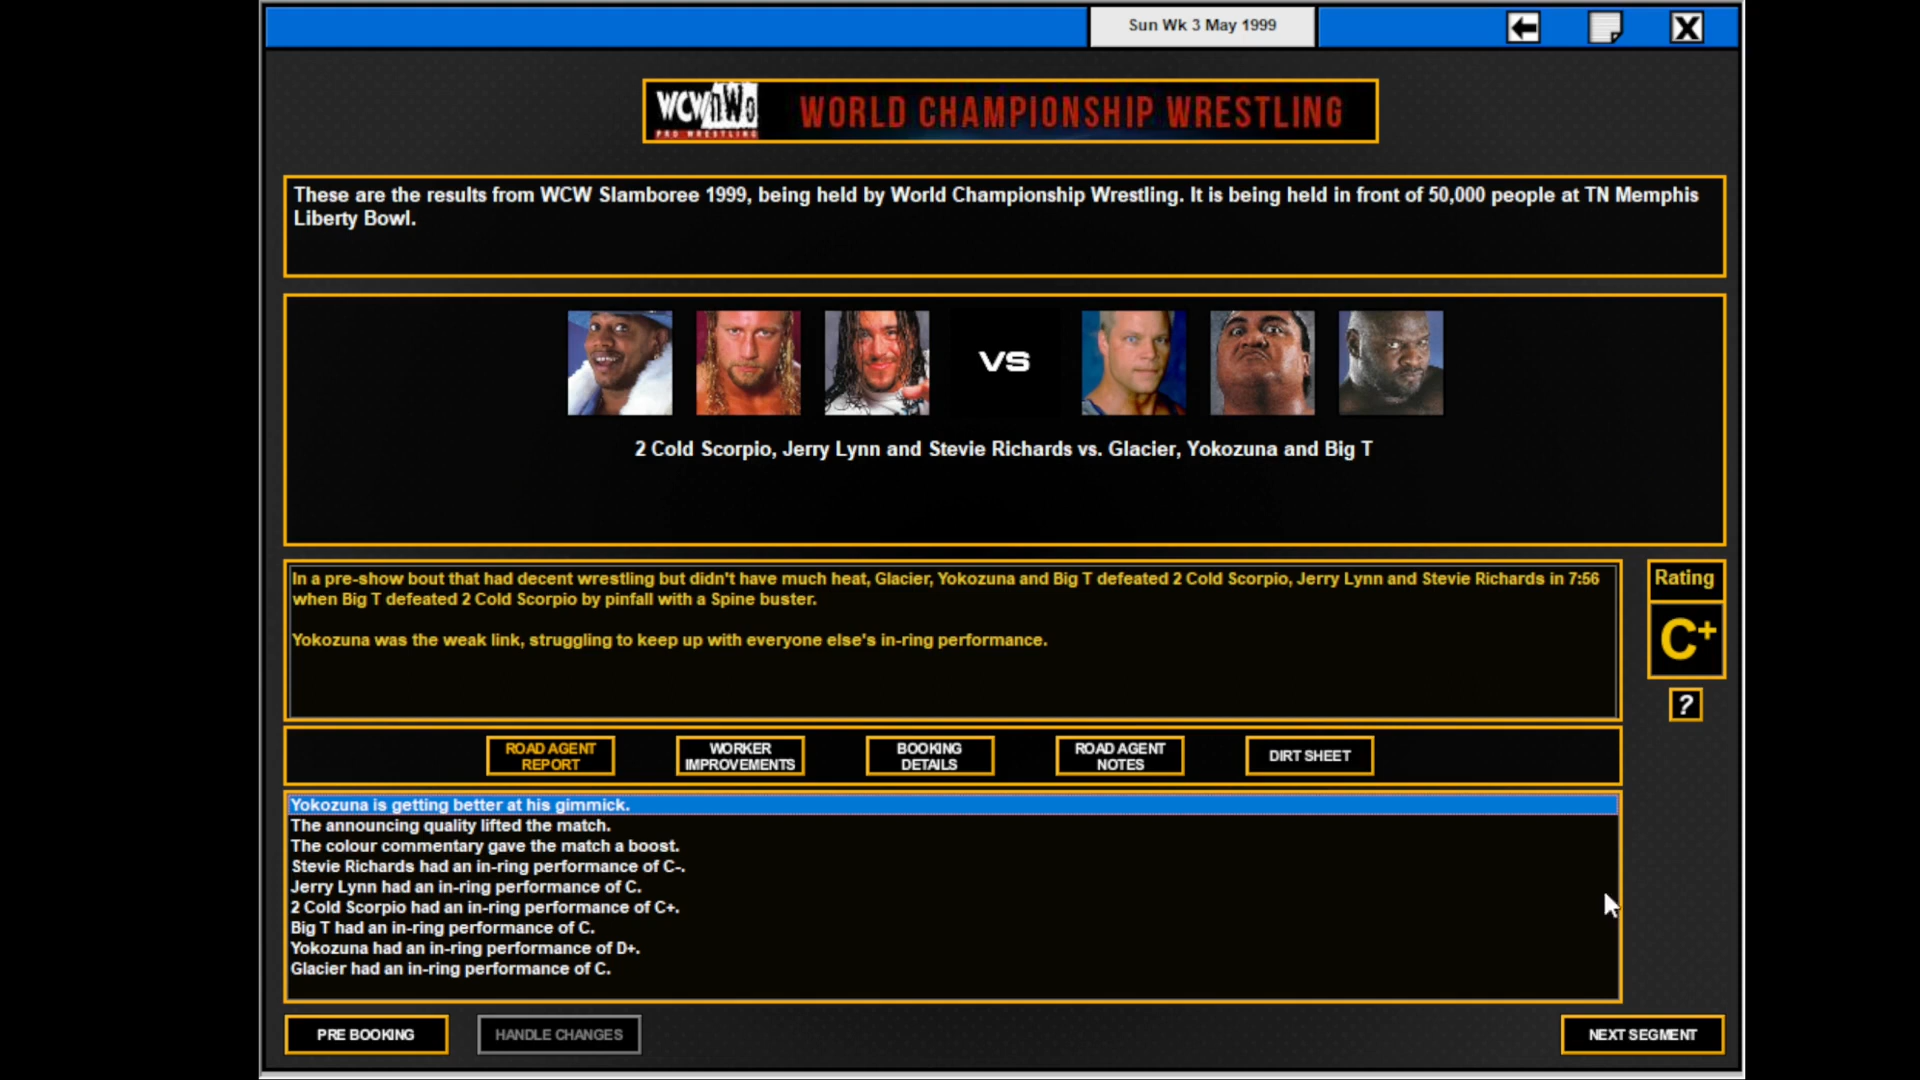 Sun Wk 3 May 1999
WCW nWo
PRO WRESTLING
WORLD CHAMPIONSHIP WRESTLING
These are the results from WCW Slamboree 1999, being held by World Championship Wrestling. It is being held in front of 50,000 people at TN Memphis
Liberty Bowl.
VS
2 Cold Scorpio, Jerry Lynn and Stevie Richards vs. Glacier, Yokozuna and Big T
In a pre-show bout that had decent wrestling but didn't have much heat, Glacier, Yokozuna and Big T defeated 2 Cold Scorpio, Jerry Lynn and Stevie Richards in 7:56
when Big T defeated 2 Cold Scorpio by pinfall with a Spine buster.
Yokozuna was the weak link, struggling to keep up with everyone else's in-ring performance.
Rating
C+
?
ROAD AGENT
REPORT
WORKER
IMPROVEMENTS
BOOKING
DETAILS
ROAD AGENT
NOTES
DIRT SHEET
Yokozuna is getting better at his gimmick.
The announcing quality lifted the match.
The colour commentary gave the match a boost.
Stevie Richards had an in-ring performance of C-.
Jerry Lynn had an in-ring performance of C.
2 Cold Scorpio had an in-ring performance of C+.
Big T had an in-ring performance of C.
Yokozuna had an in-ring performance of D+.
Glacier had an in-ring performance of C.
PRE BOOKING
HANDLE CHANGES
NEXT SEGMENT